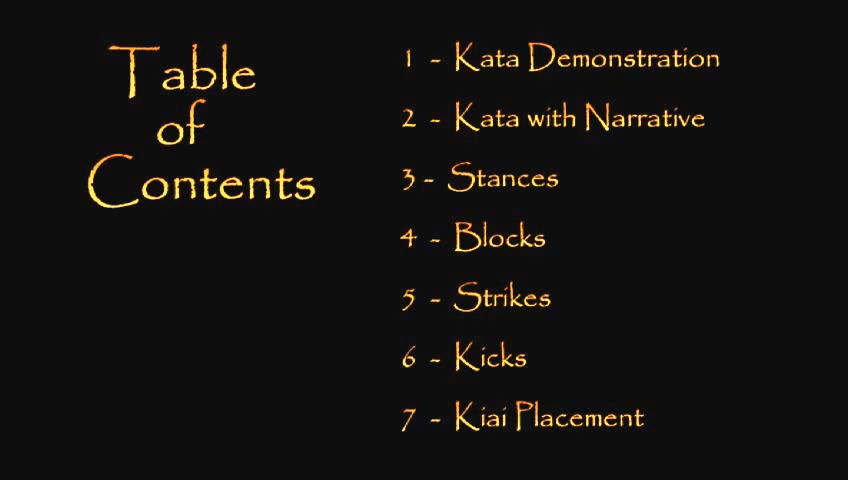 Table
of
Contents
1 - Kata Demonstration
2 - Kata with Narrative
3 - Stances
4 - Blocks
5 - Strikes
6 - Kicks
7 - Kiai Placement